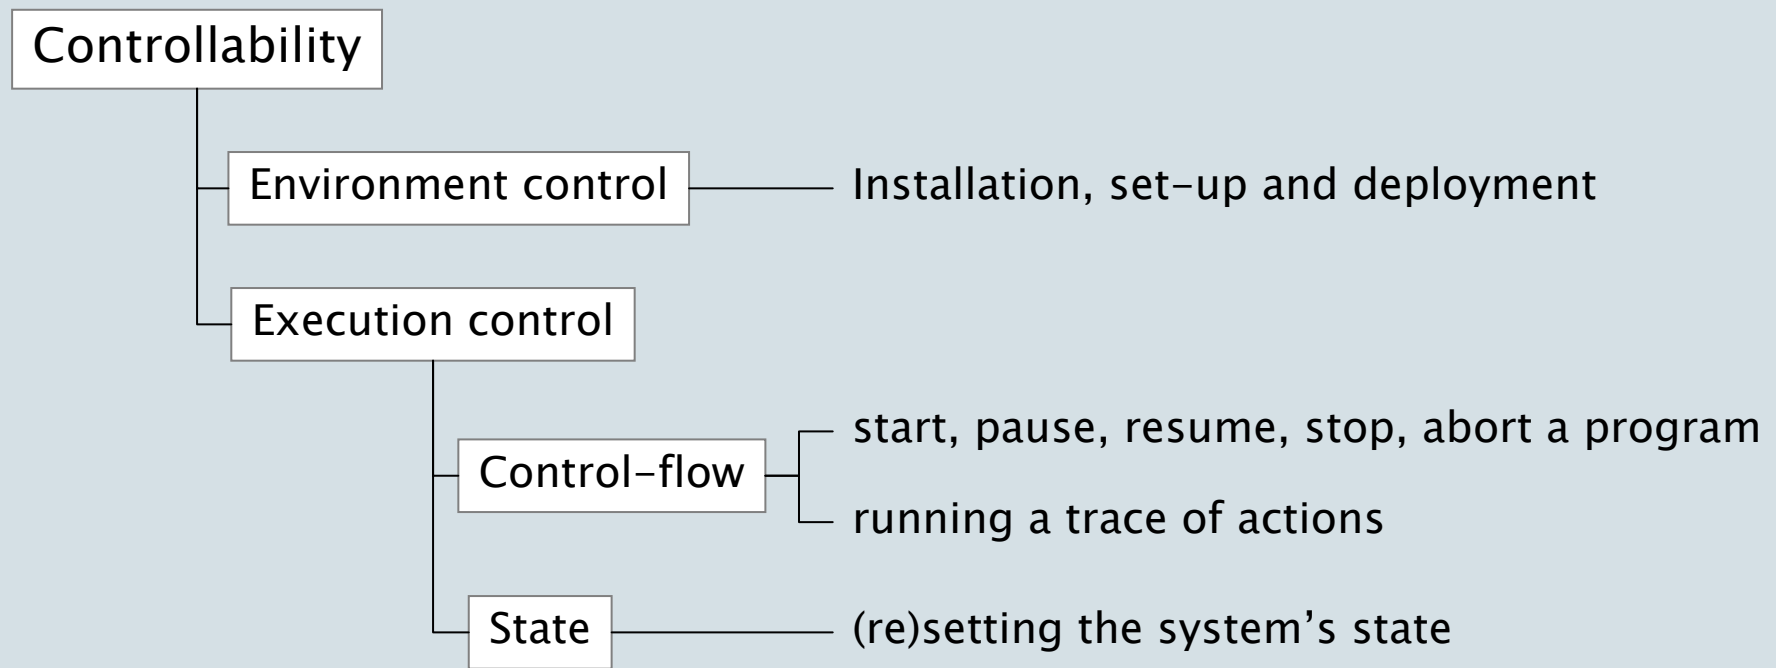 Controllability
Environment control
Installation, set-up and deployment
Execution control
start, pause, resume, stop, abort a program
Control-flow
running a trace of actions
State
(re)setting the system’s state